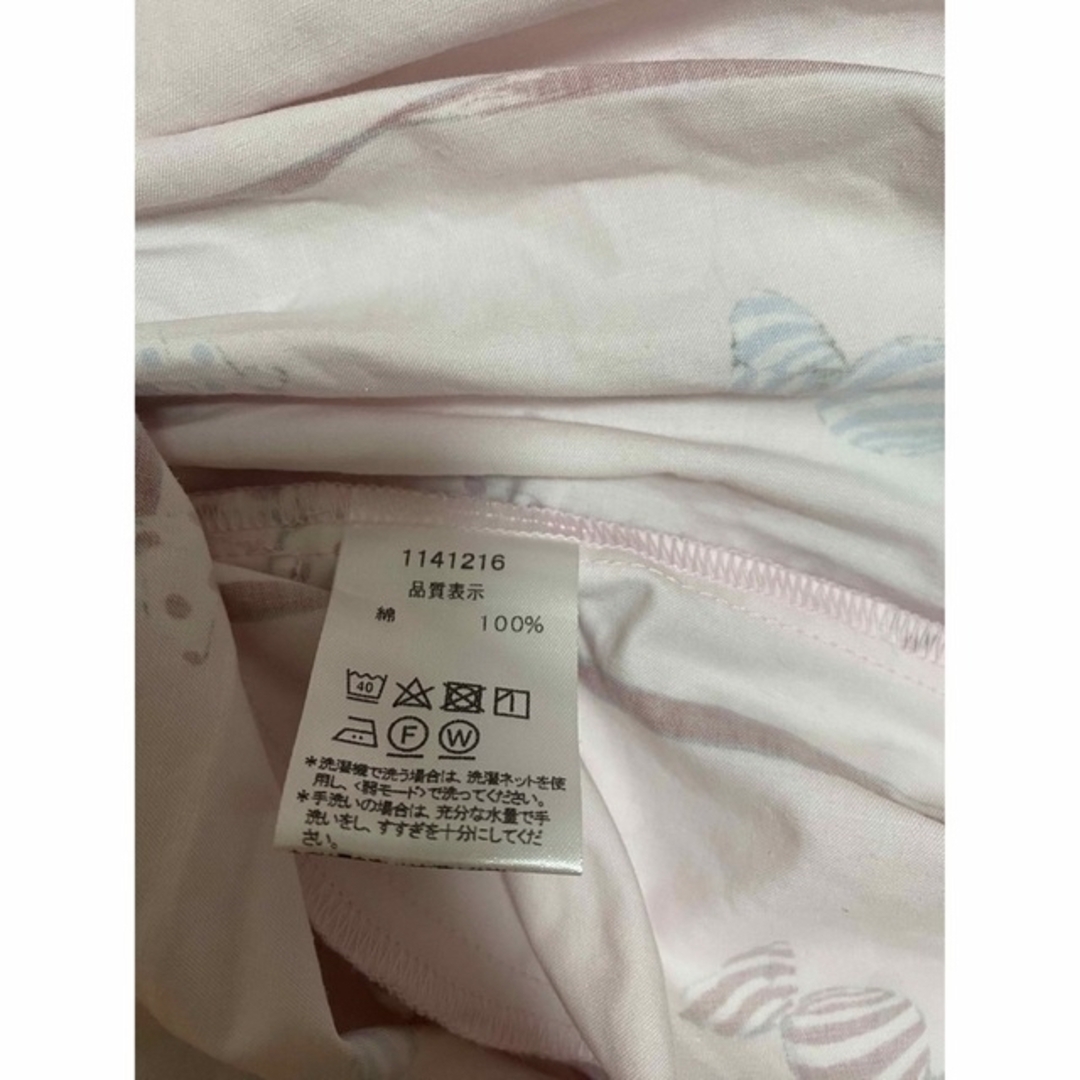 1141216
品質表示
綿 100%
40
F W
*洗濯機で洗う場合は、洗濯ネットを使
用し、<弱モード>で洗ってください。
*手洗いの場合は、充分な水量で手
洗いをし、すすぎを十分にしてくだ
さい。